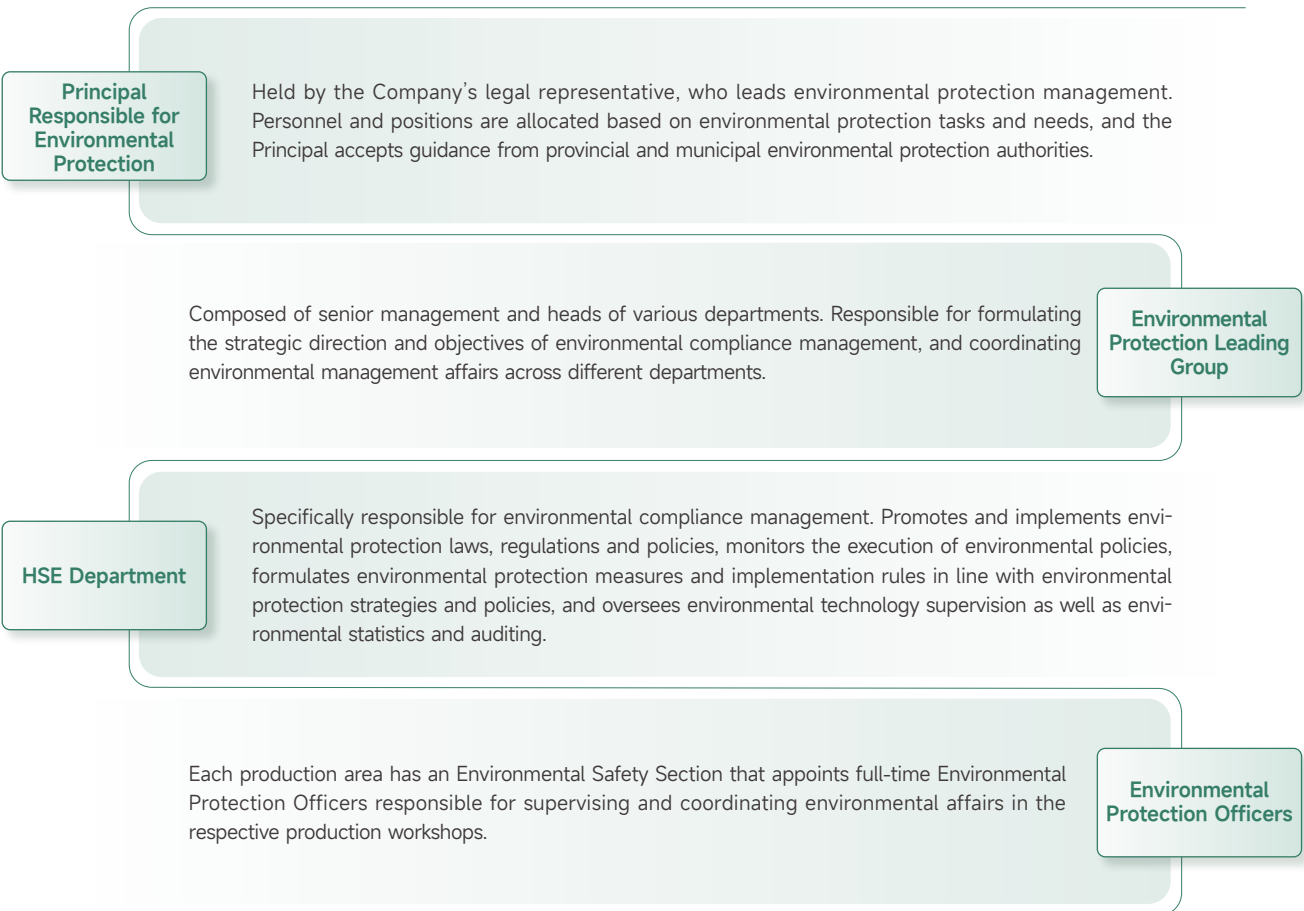 Principal
Responsible for
Environmental
Protection
Held by the Company's legal representative, who leads environmental protection management.
Personnel and positions are allocated based on environmental protection tasks and needs, and the
Principal accepts guidance from provincial and municipal environmental protection authorities.
Composed of senior management and heads of various departments. Responsible for formulating
the strategic direction and objectives of environmental compliance management, and coordinating
environmental management affairs across different departments.
Environmental
Protection Leading
Group
HSE Department
Specifically responsible for environmental compliance management. Promotes and implements envi-
ronmental protection laws, regulations and policies, monitors the execution of environmental policies,
formulates environmental protection measures and implementation rules in line with environmental
protection strategies and policies, and oversees environmental technology supervision as well as envi-
ronmental statistics and auditing.
Each production area has an Environmental Safety Section that appoints full-time Environmental
Protection Officers responsible for supervising and coordinating environmental affairs in the
respective production workshops.
Environmental
Protection Officers